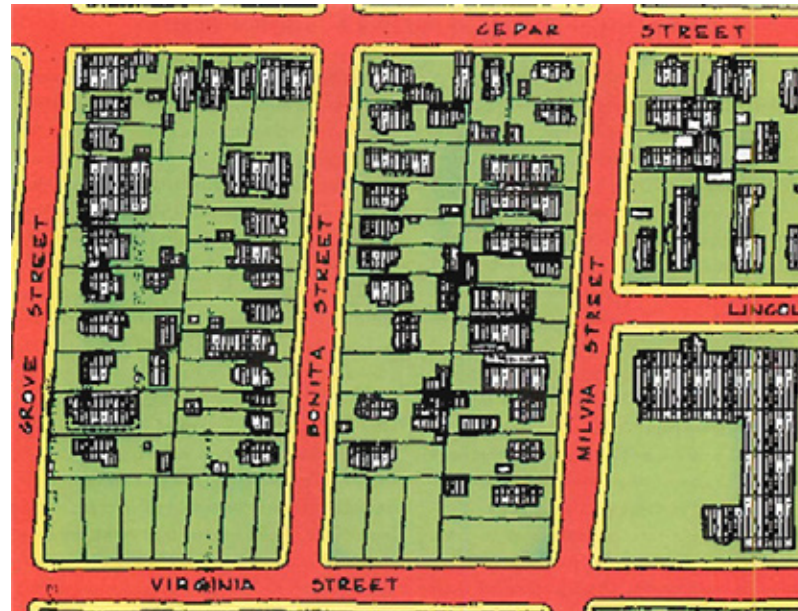 CEDAR STREET
GROVE STREET
BONITA STREET
MILVIA STREET
LINCOL
VIRGINIA STREET